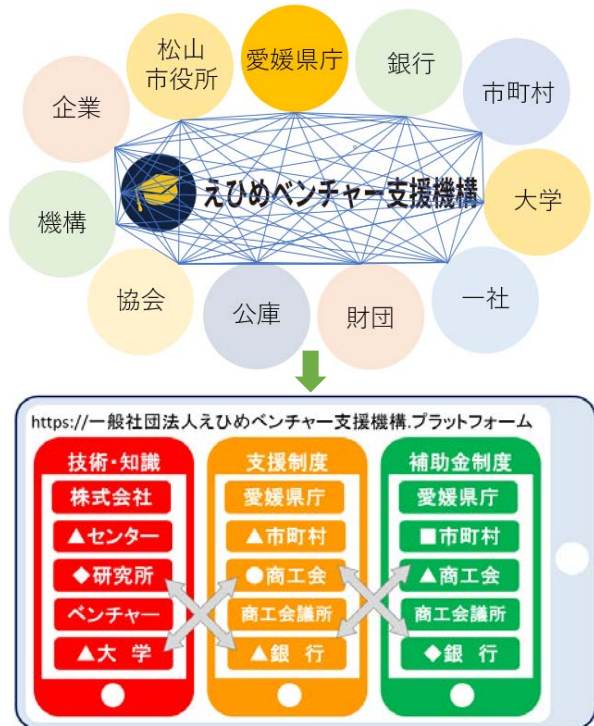 松山
市役所
愛媛県庁
銀行
企業
市町村
機構
えひめベンチャー支援機構
大学
協会
公庫
財団
一社
https://一般社団法人えひめベンチャー支援機構.プラットフォーム
技術・知識
株式会社
▲センター
◆研究所
ベンチャー
▲大 学
支援制度
愛媛県庁
▲市町村
●商工会
商工会議所
▲銀 行
補助金制度
愛媛県庁
■市町村
▲商工会
商工会議所
◆銀 行